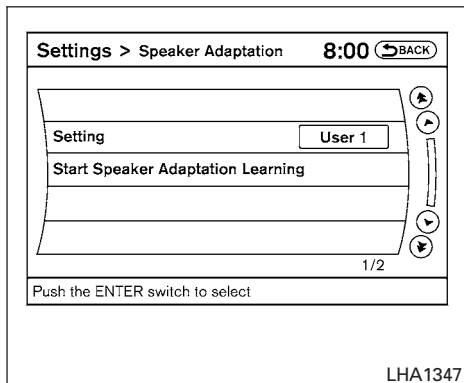 Settings > Speaker Adaptation 8:00 BACK
Setting User 1
Start Speaker Adaptation Learning
1/2
Push the ENTER switch to select
LHA1347